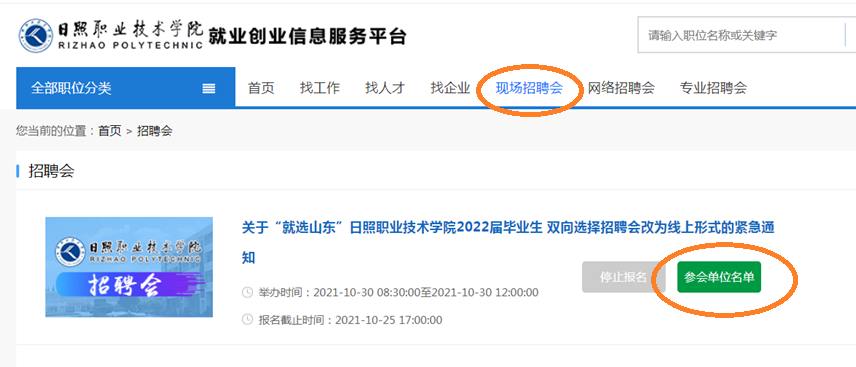 日照职业技术学院
RIZHAO POLYTECHNIC
就业创业信息服务平台
请输入职位名称或关键字
全部职位分类 首页 找工作 找人才 找企业 现场招聘会 网络招聘会 专业招聘会
您当前的位置：首页 > 招聘会
招聘会
日照职业技术学院
RIZHAO POLYTECHNIC
招聘会
关于“就选山东”日照职业技术学院2022届毕业生 双向选择招聘会改为线上形式的紧急通
知
停止报名 参会单位名单
举办时间：2021-10-30 08:30:00至2021-10-30 12:00:00
报名截止时间：2021-10-25 17:00:00